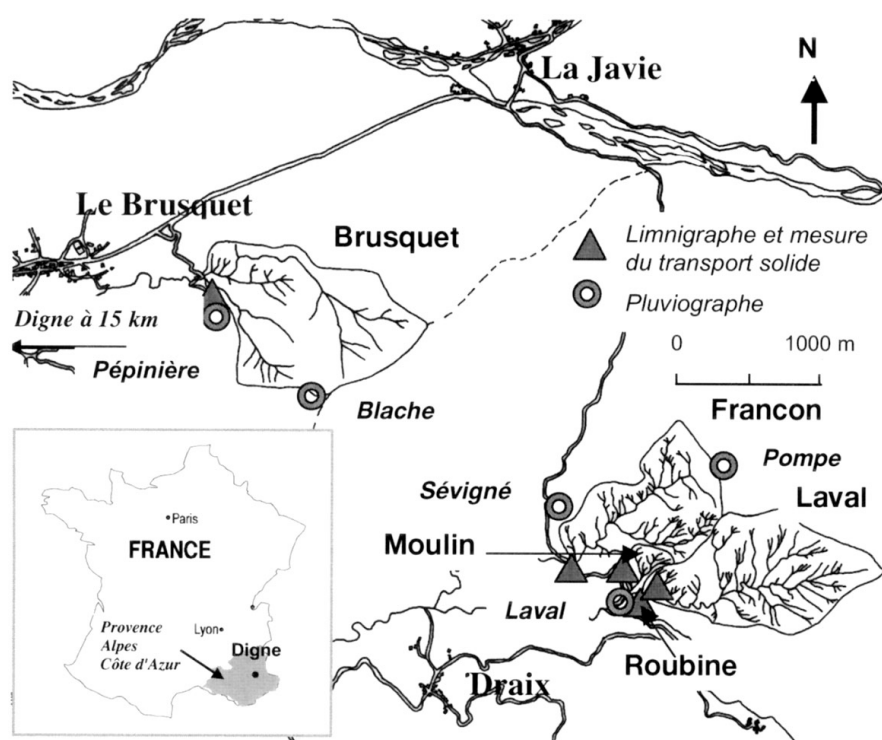 N
La Javie
Le Brusquet
Brusquet
Limnigraphe et mesure
du transport solide
Pluviographe
Digne à 15 km
Pépinière
0 1000 m
Blache
Francon
Pompe
Sévigné
Laval
Moulin
Laval
Roubine
Draix
Paris
FRANCE
Lyon
Provence
Alpes
Côte d'Azur
Digne